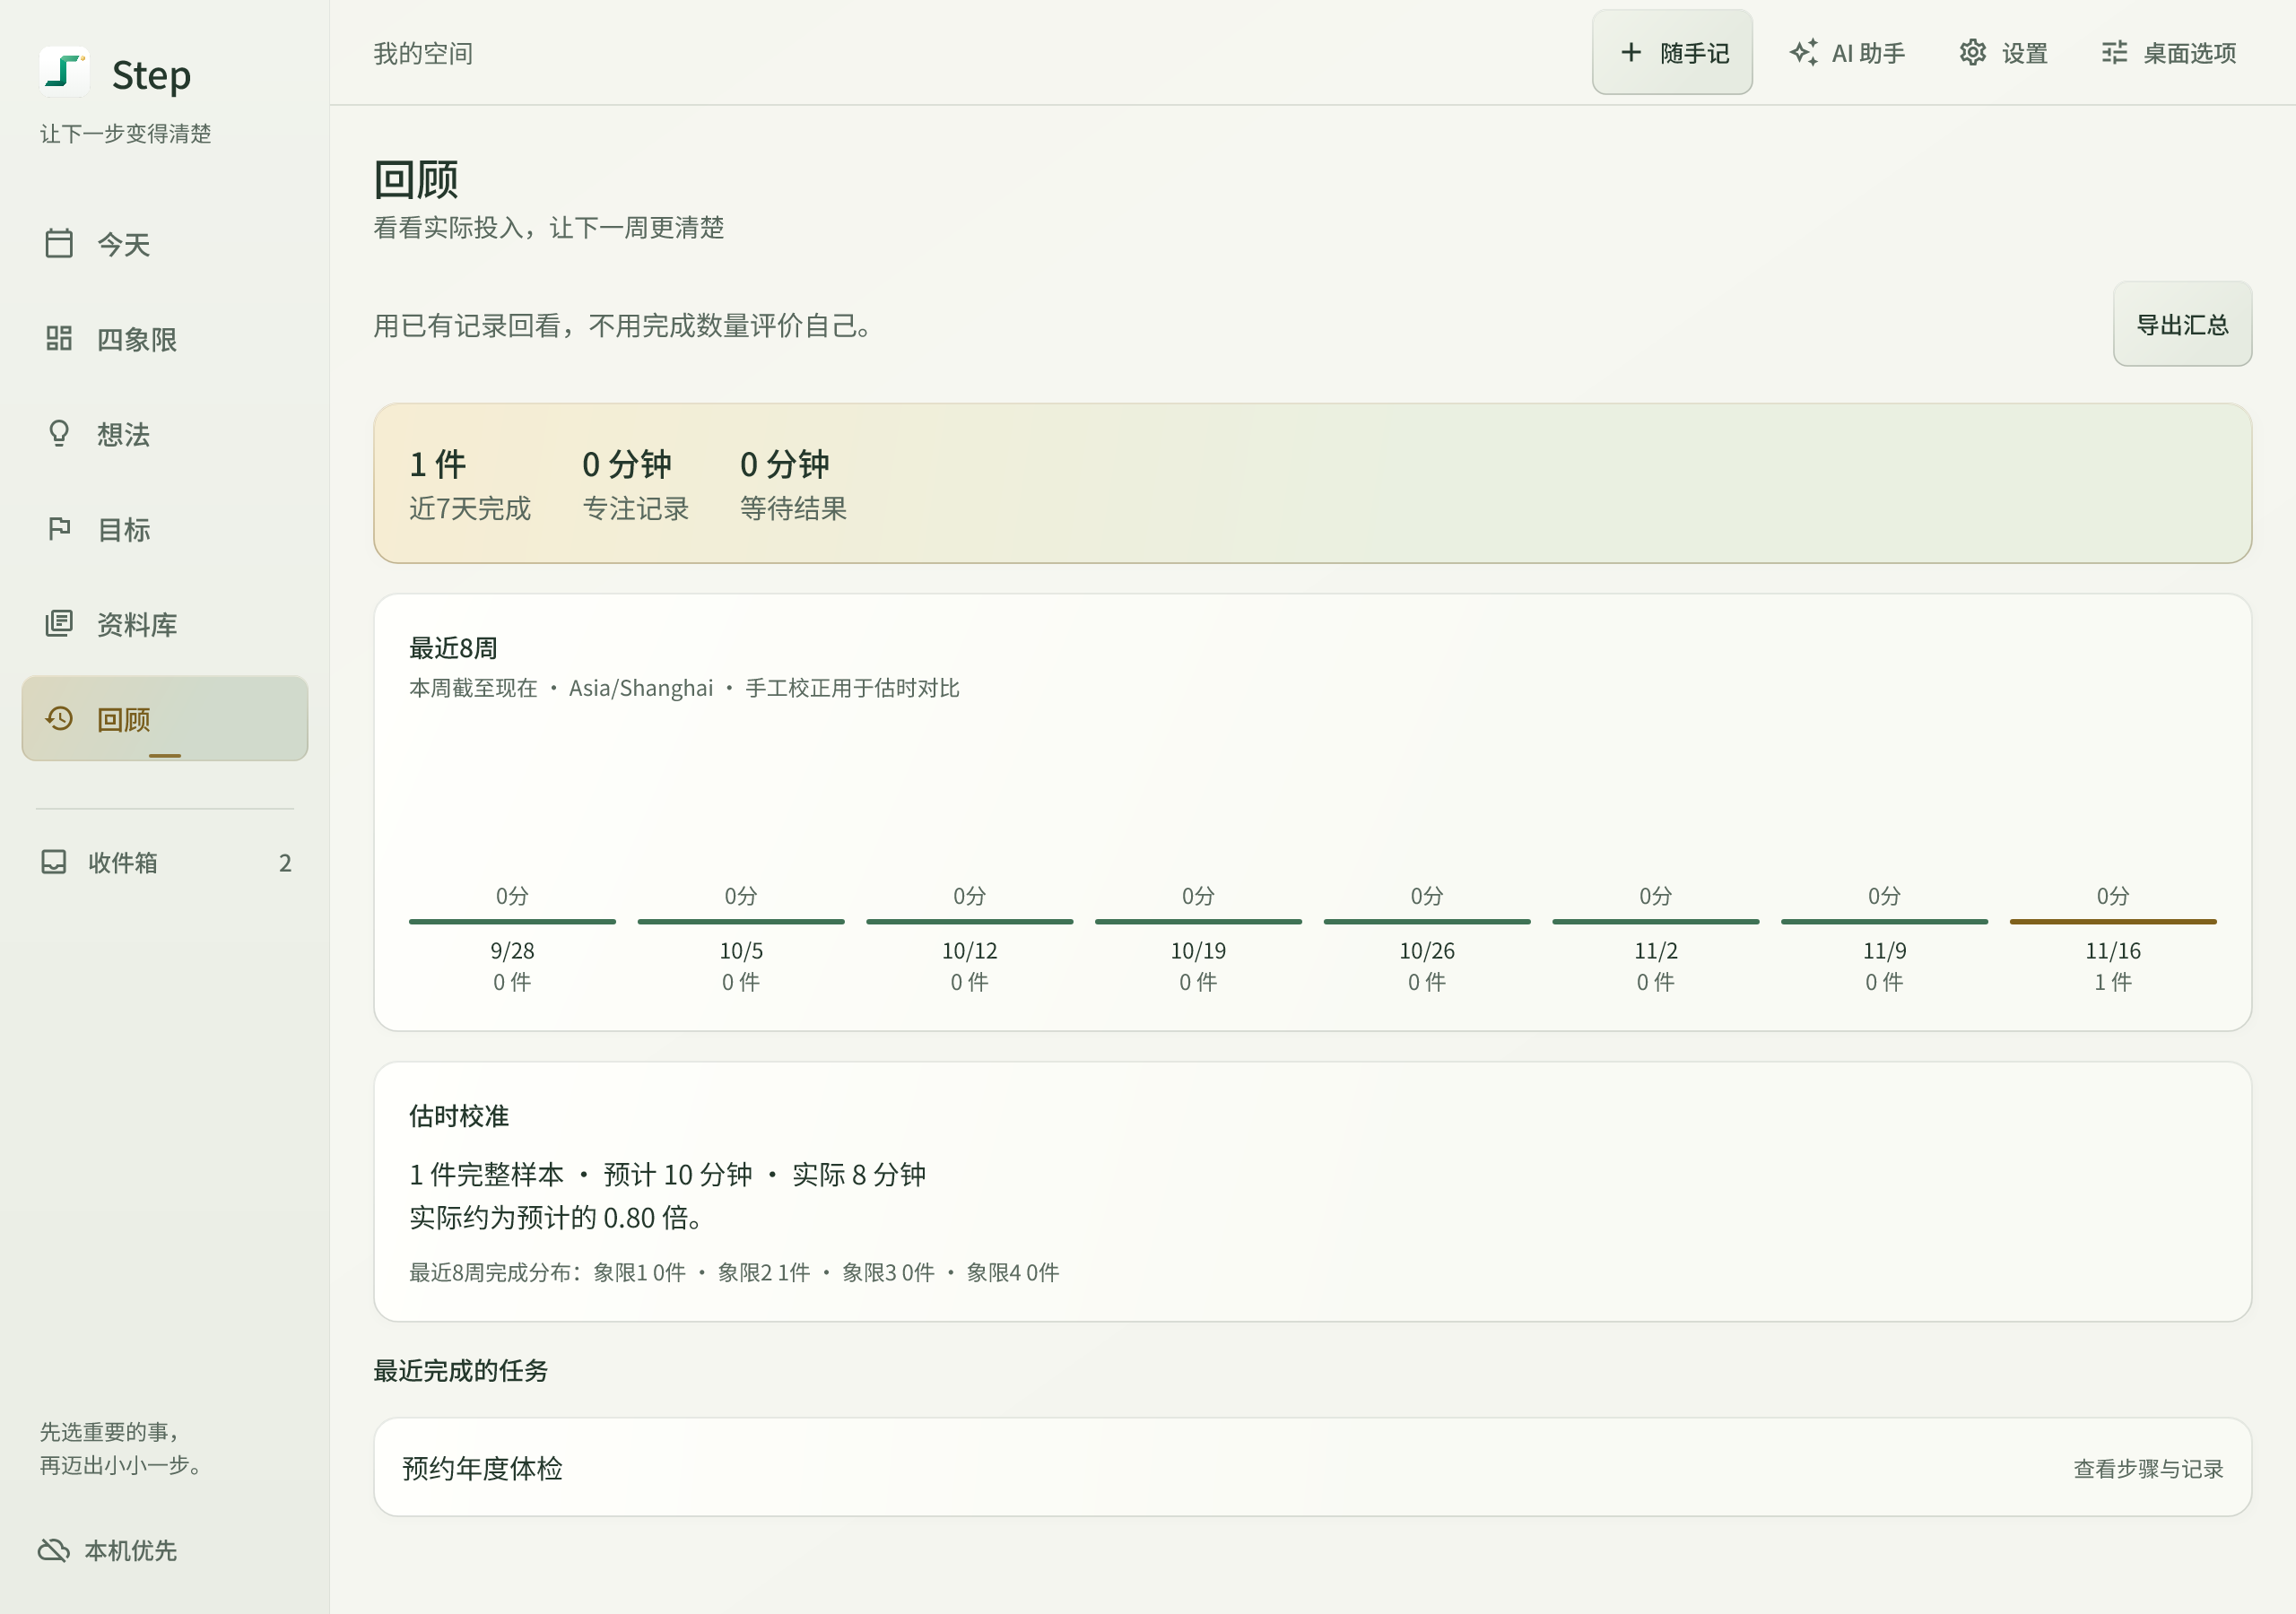 Step
让下一步变得清楚
今天
四象限
想法
目标
资料库
回顾
收件箱 2
先选重要的事，
再迈出小小一步。
本机优先
我的空间
随手记
AI 助手
设置
桌面选项
回顾
看看实际投入，让下一周更清楚
用已有记录回看，不用完成数量评价自己。
导出汇总
1 件 0 分钟 0 分钟
近7天完成 专注记录 等待结果
最近8周
本周截至现在 · Asia/Shanghai · 手工校正用于估时对比
0分 0分 0分 0分 0分 0分 0分 0分
9/28 10/5 10/12 10/19 10/26 11/2 11/9 11/16
0 件 0 件 0 件 0 件 0 件 0 件 0 件 1 件
估时校准
1 件完整样本 · 预计 10 分钟 · 实际 8 分钟
实际约为预计的 0.80 倍。
最近8周完成分布：象限1 0件 · 象限2 1件 · 象限3 0件 · 象限4 0件
最近完成的任务
预约年度体检 查看步骤与记录